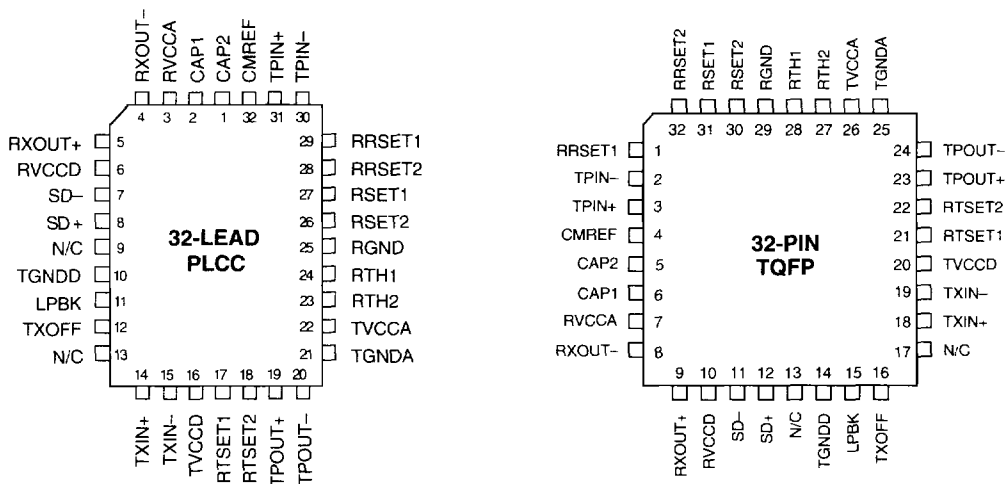 RXOUT–
RVCCA
CAP1
CAP2
CMREF
TPIN+
TPIN–
4 3 2 1 32 31 30
RXOUT+ 5
RVCCD 6
SD– 7
SD+ 8
N/C 9
TGNDD 10
LPBK 11
TXOFF 12
N/C 13
32-LEAD
PLCC
29 RRSET1
28 RRSET2
27 RSET1
26 RSET2
25 RGND
24 RTH1
23 RTH2
22 TVCCA
21 TGNDA
14 15 16 17 18 19 20
TXIN+
TXIN–
TVCCD
RTSET1
RTSET2
TPOUT+
TPOUT–
RRSET2
RSET1
RSET2
RGND
RTH1
RTH2
TVCCA
TGNDA
32 31 30 29 28 27 26 25
RRSET1 1
TPIN– 2
TPIN+ 3
CMREF 4
CAP2 5
CAP1 6
RVCCA 7
RXOUT– 8
32-PIN
TQFP
24 TPOUT–
23 TPOUT+
22 RTSET2
21 RTSET1
20 TVCCD
19 TXIN–
18 TXIN+
17 N/C
9 10 11 12 13 14 15 16
RXOUT+
RVCCD
SD–
SD+
N/C
TGNDD
LPBK
TXOFF